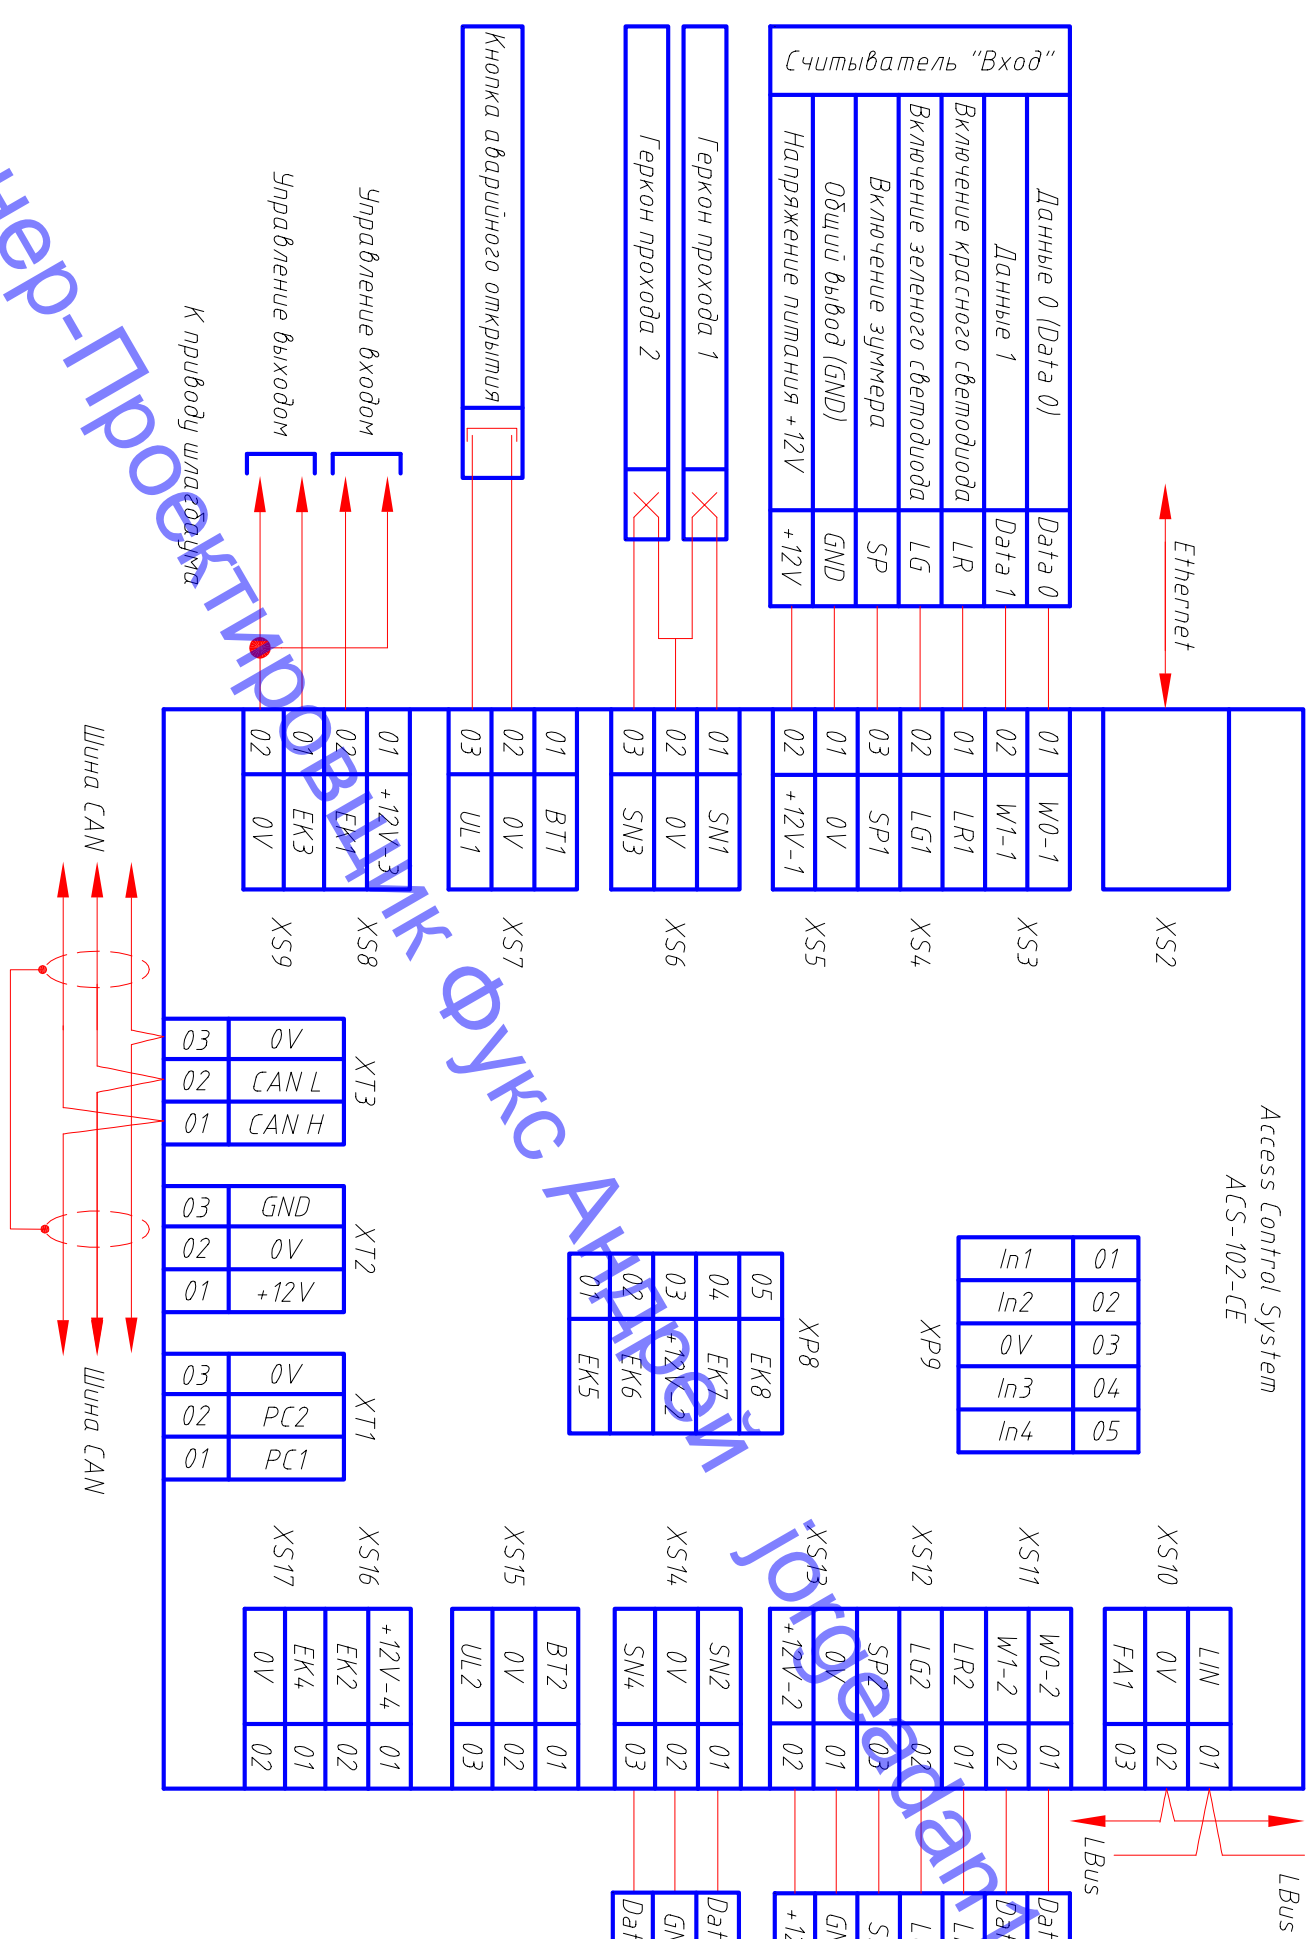 Ethernet
Считыватель "Вход"
Данные 0 (Data 0)
Data 0
Данные 1
Data 1
Включение красного светодиода
LR
Включение зеленого светодиода
LG
Включение зуммера
SP
Общий вывод (GND)
GND
Напряжение питания +12V
+12V
Геркон прохода 1
Геркон прохода 2
Кнопка аварийного открытия
Управление входом
Управление выходом
К приводу шлагбаума
Access Control System
ACS-102-CE
XS2
01 W0-1
02 W1-1
XS3
01 LR1
02 LG1
03 SP1
XS4
01 0V
02 +12V-1
XS5
01 SN1
02 0V
03 SN3
XS6
01 BT1
02 0V
03 UL1
XS7
01 +12V-3
02 EK1
XS8
01 EK3
02 0V
XS9
Шина CAN
03 0V
02 CAN L
01 CAN H
XT3
03 GND
02 0V
01 +12V
XT2
03 0V
02 PC2
01 PC1
XT1
Шина CAN
In1 01
In2 02
0V 03
In3 04
In4 05
XP9
XP8
05 EK8
04 EK7
03 +12V-2
02 EK6
01 EK5
XS10
LIN 01
0V 02
FA1 03
XS11
W0-2 01
W1-2 02
XS12
LR2 01
LG2 02
SP2 03
XS13
0V 01
+12V-2 02
XS14
SN2 01
0V 02
SN4 03
XS15
BT2 01
0V 02
UL2 03
XS16
+12V-4 01
EK2 02
XS17
EK4 01
0V 02
LBus
LBus
нер-Проектировщик Фукс Андрей jorgeadam1